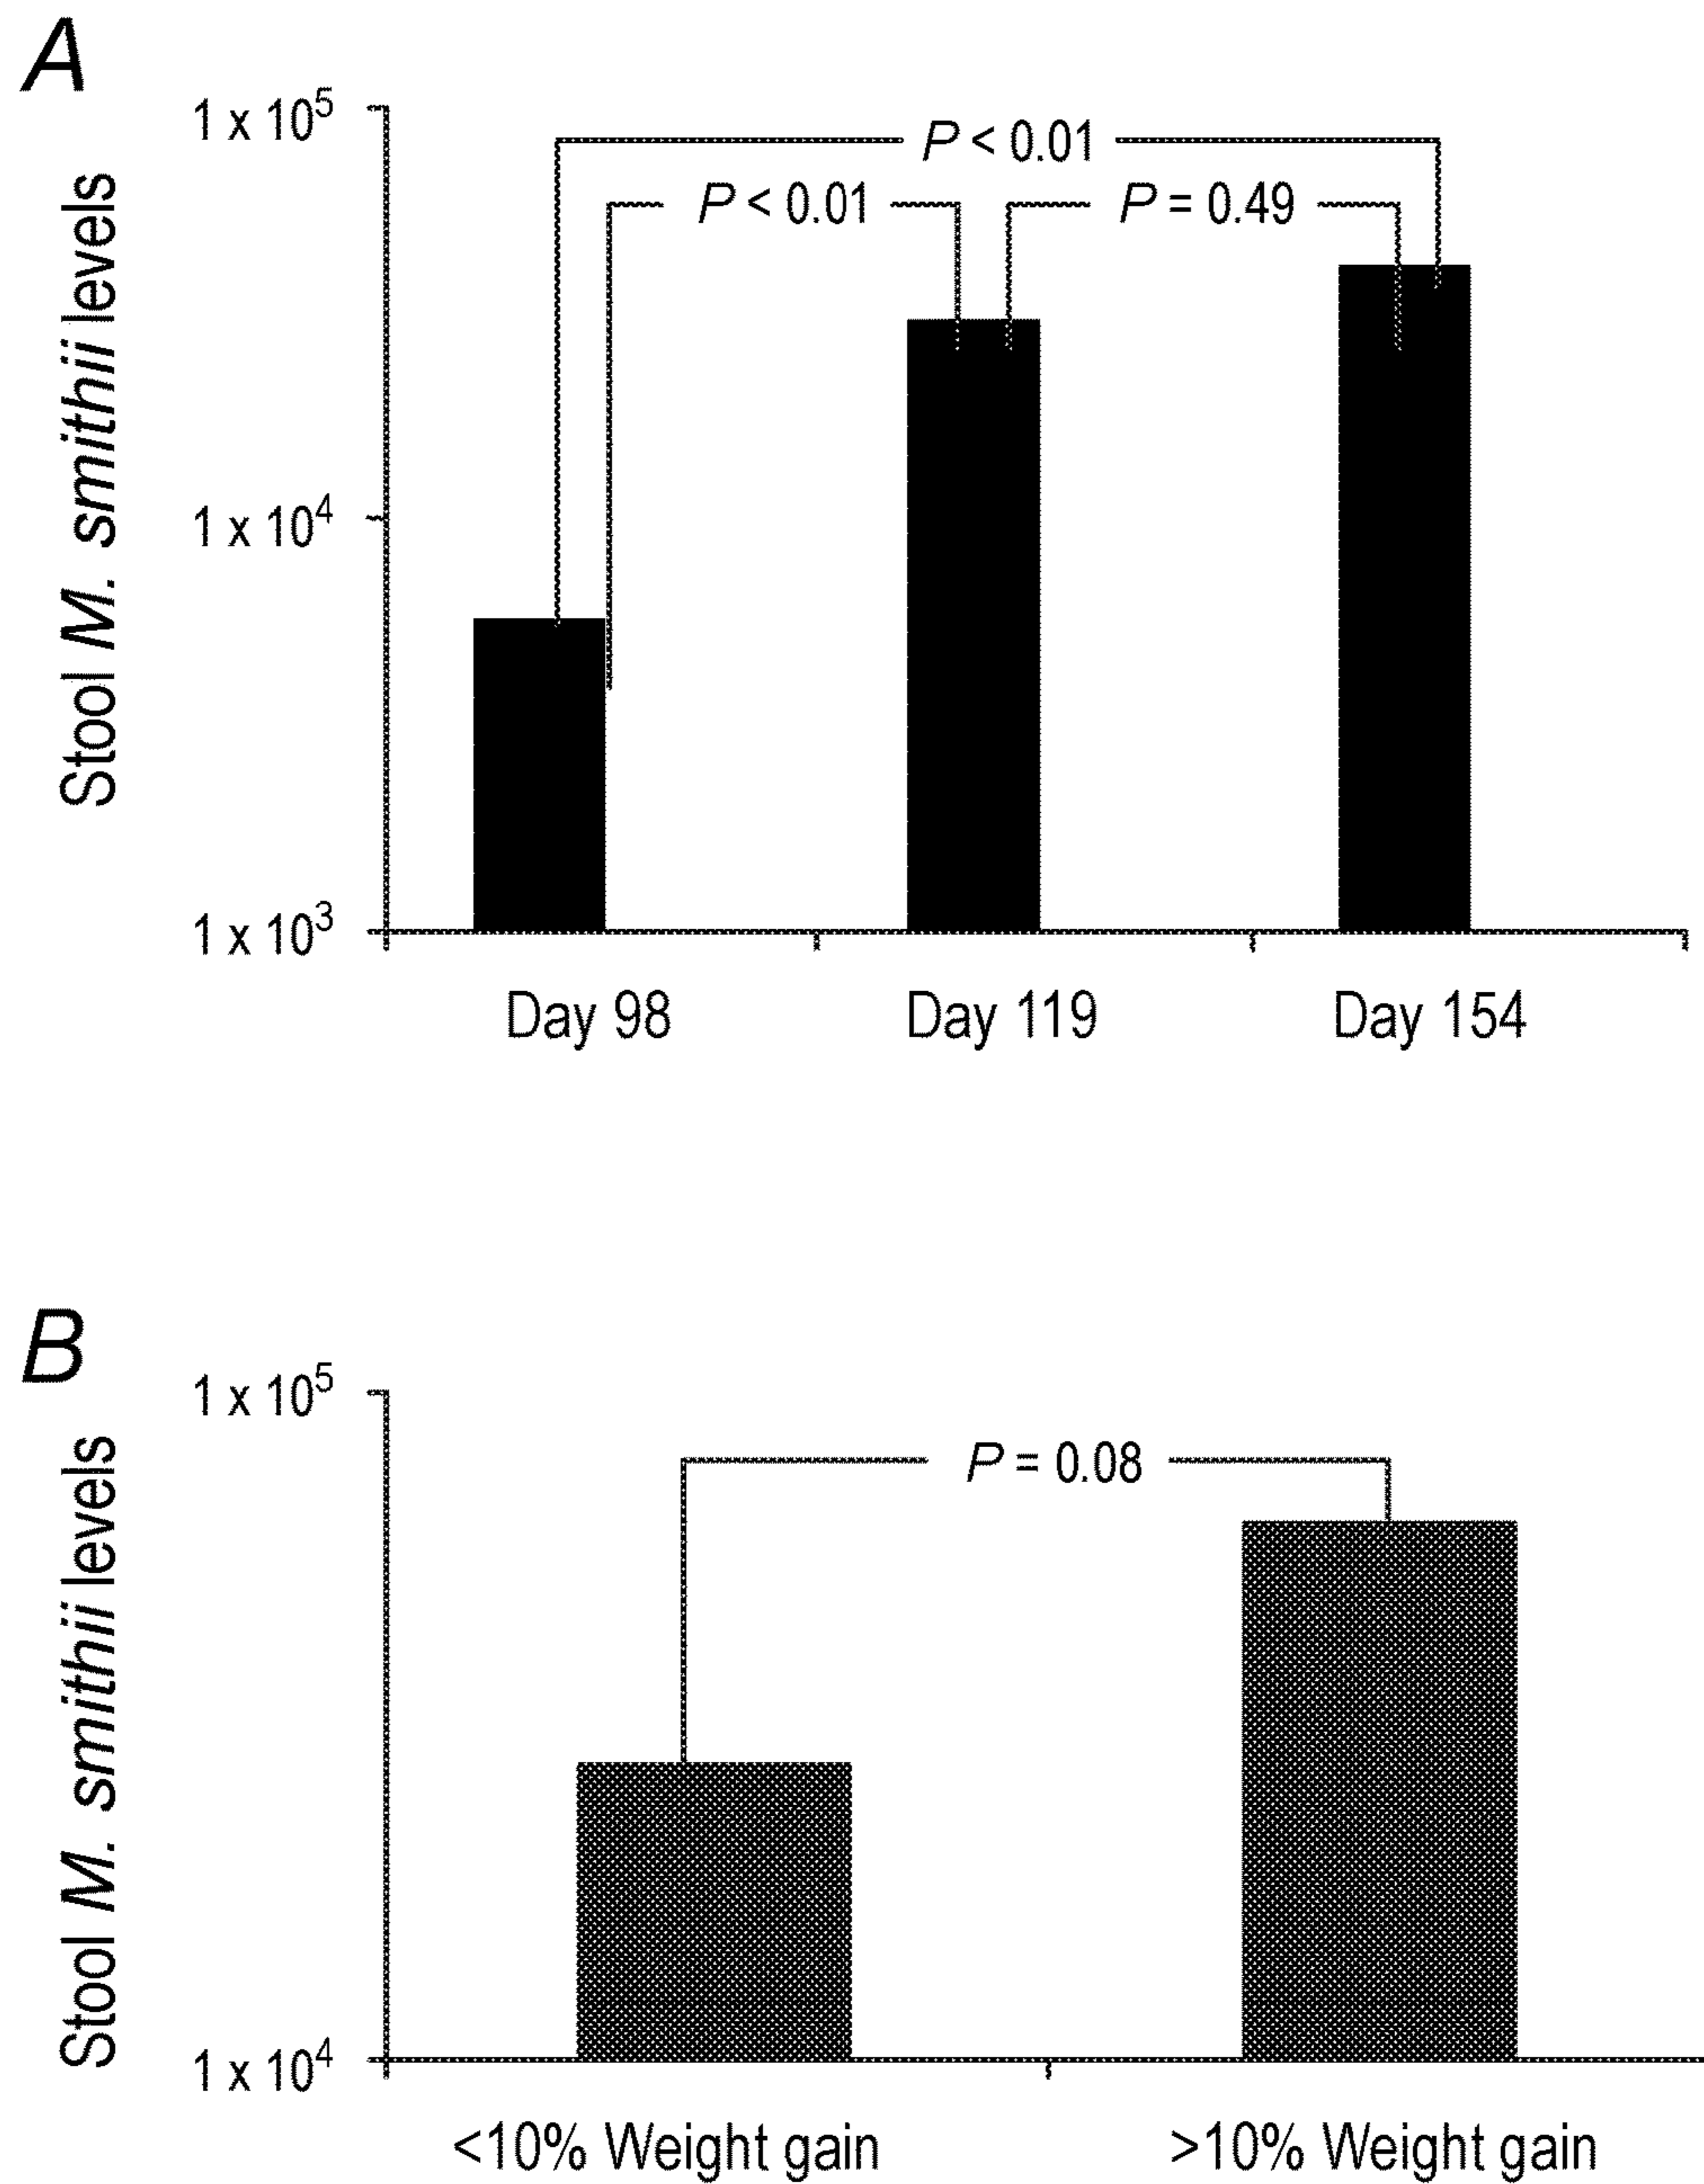 A
Stool M. smithii levels
1 x 10⁵
1 x 10⁴
1 x 10³
P < 0.01
P < 0.01
P = 0.49
Day 98
Day 119
Day 154
B
Stool M. smithii levels
1 x 10⁵
1 x 10⁴
P = 0.08
<10% Weight gain
>10% Weight gain